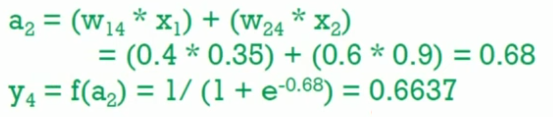 a₂ = (w₁₄ * x₁) + (w₂₄ * x₂)
= (0.4 * 0.35) + (0.6 * 0.9) = 0.68
y₄ = f(a₂) = 1/ (1 + e⁻⁰·⁶⁸) = 0.6637